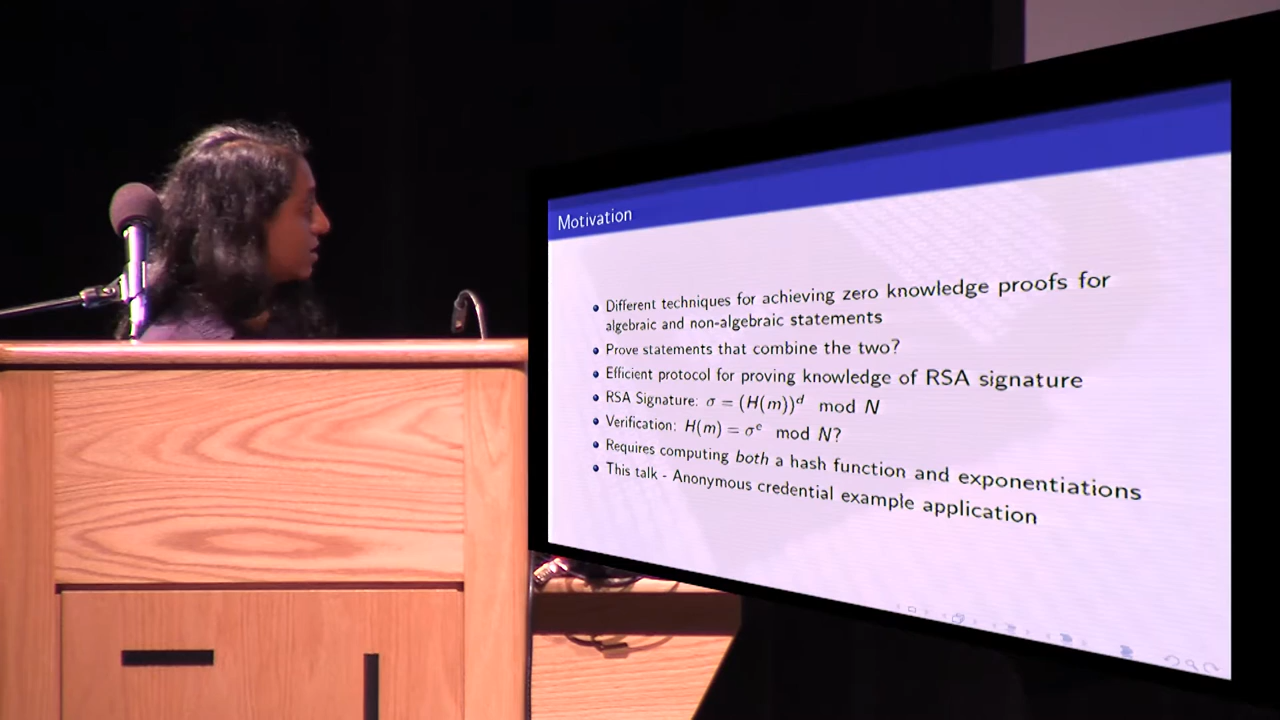 Motivation
Different techniques for achieving zero knowledge proofs for
algebraic and non-algebraic statements
Prove statements that combine the two?
Efficient protocol for proving knowledge of RSA signature
RSA Signature: σ = (H(m))^d mod N
Verification: H(m) = σ^e mod N?
Requires computing both a hash function and exponentiations
This talk - Anonymous credential example application